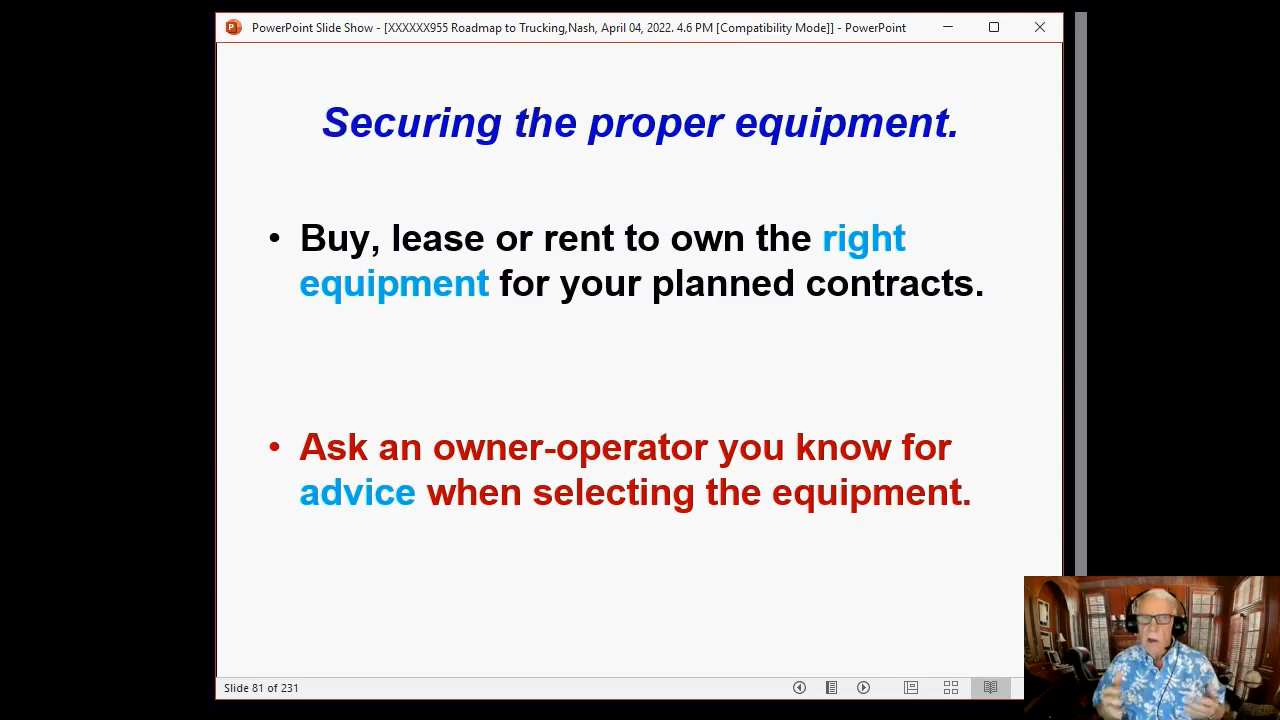 PowerPoint Slide Show - [XXXXXX955 Roadmap to Trucking,Nash, April 04, 2022. 4.6 PM [Compatibility Mode]] - PowerPoint
Securing the proper equipment.
• Buy, lease or rent to own the right
equipment for your planned contracts.
• Ask an owner-operator you know for
advice when selecting the equipment.
Slide 81 of 231